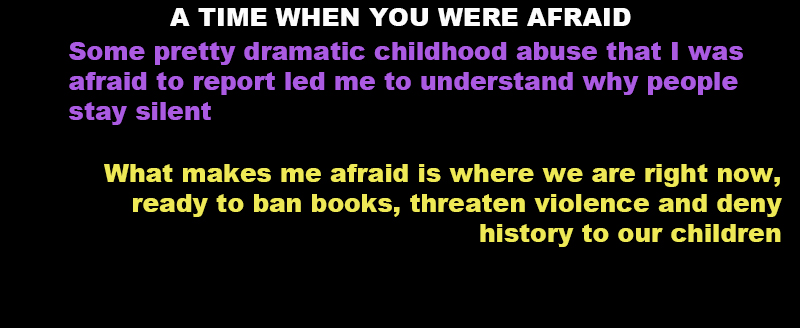 A TIME WHEN YOU WERE AFRAID
Some pretty dramatic childhood abuse that I was
afraid to report led me to understand why people
stay silent
What makes me afraid is where we are right now,
ready to ban books, threaten violence and deny
history to our children